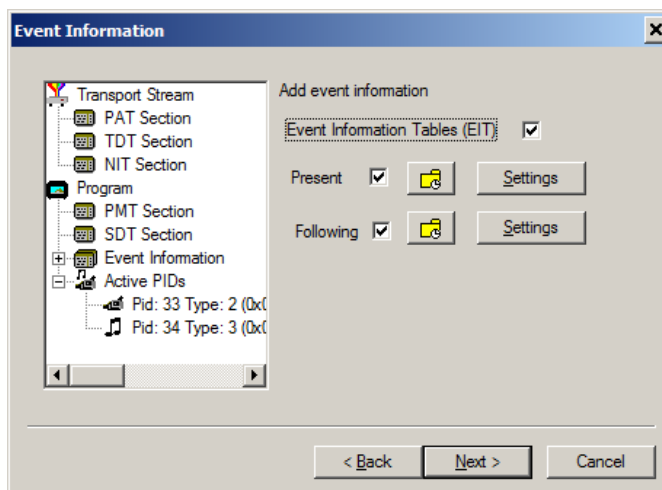 Event Information
Transport Stream
PAT Section
TDT Section
NIT Section
Program
PMT Section
SDT Section
Event Information
Active PIDs
Pid: 33 Type: 2 (0x
Pid: 34 Type: 3 (0x
Add event information
Event Information Tables (EIT)
Present
Settings
Following
Settings
< Back
Next >
Cancel